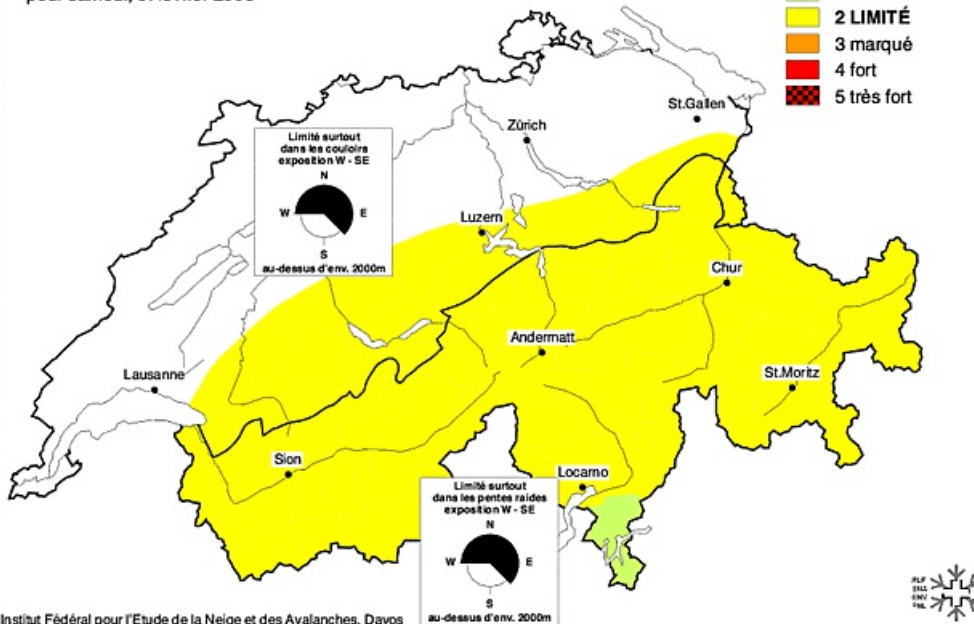 2 LIMITÉ
3 marqué
4 fort
5 très fort
St.Gallen
Zürich
Limité surtout
dans les couloirs
exposition W - SE
N
W
E
S
au-dessus d'env. 2000m
Luzern
Chur
Andermatt
Lausanne
St.Moritz
Sion
Locarno
Limité surtout
dans les pentes raides
exposition W - SE
N
W
E
S
au-dessus d'env. 2000m
Institut Fédéral pour l'Etude de la Neige et des Avalanches, Davos